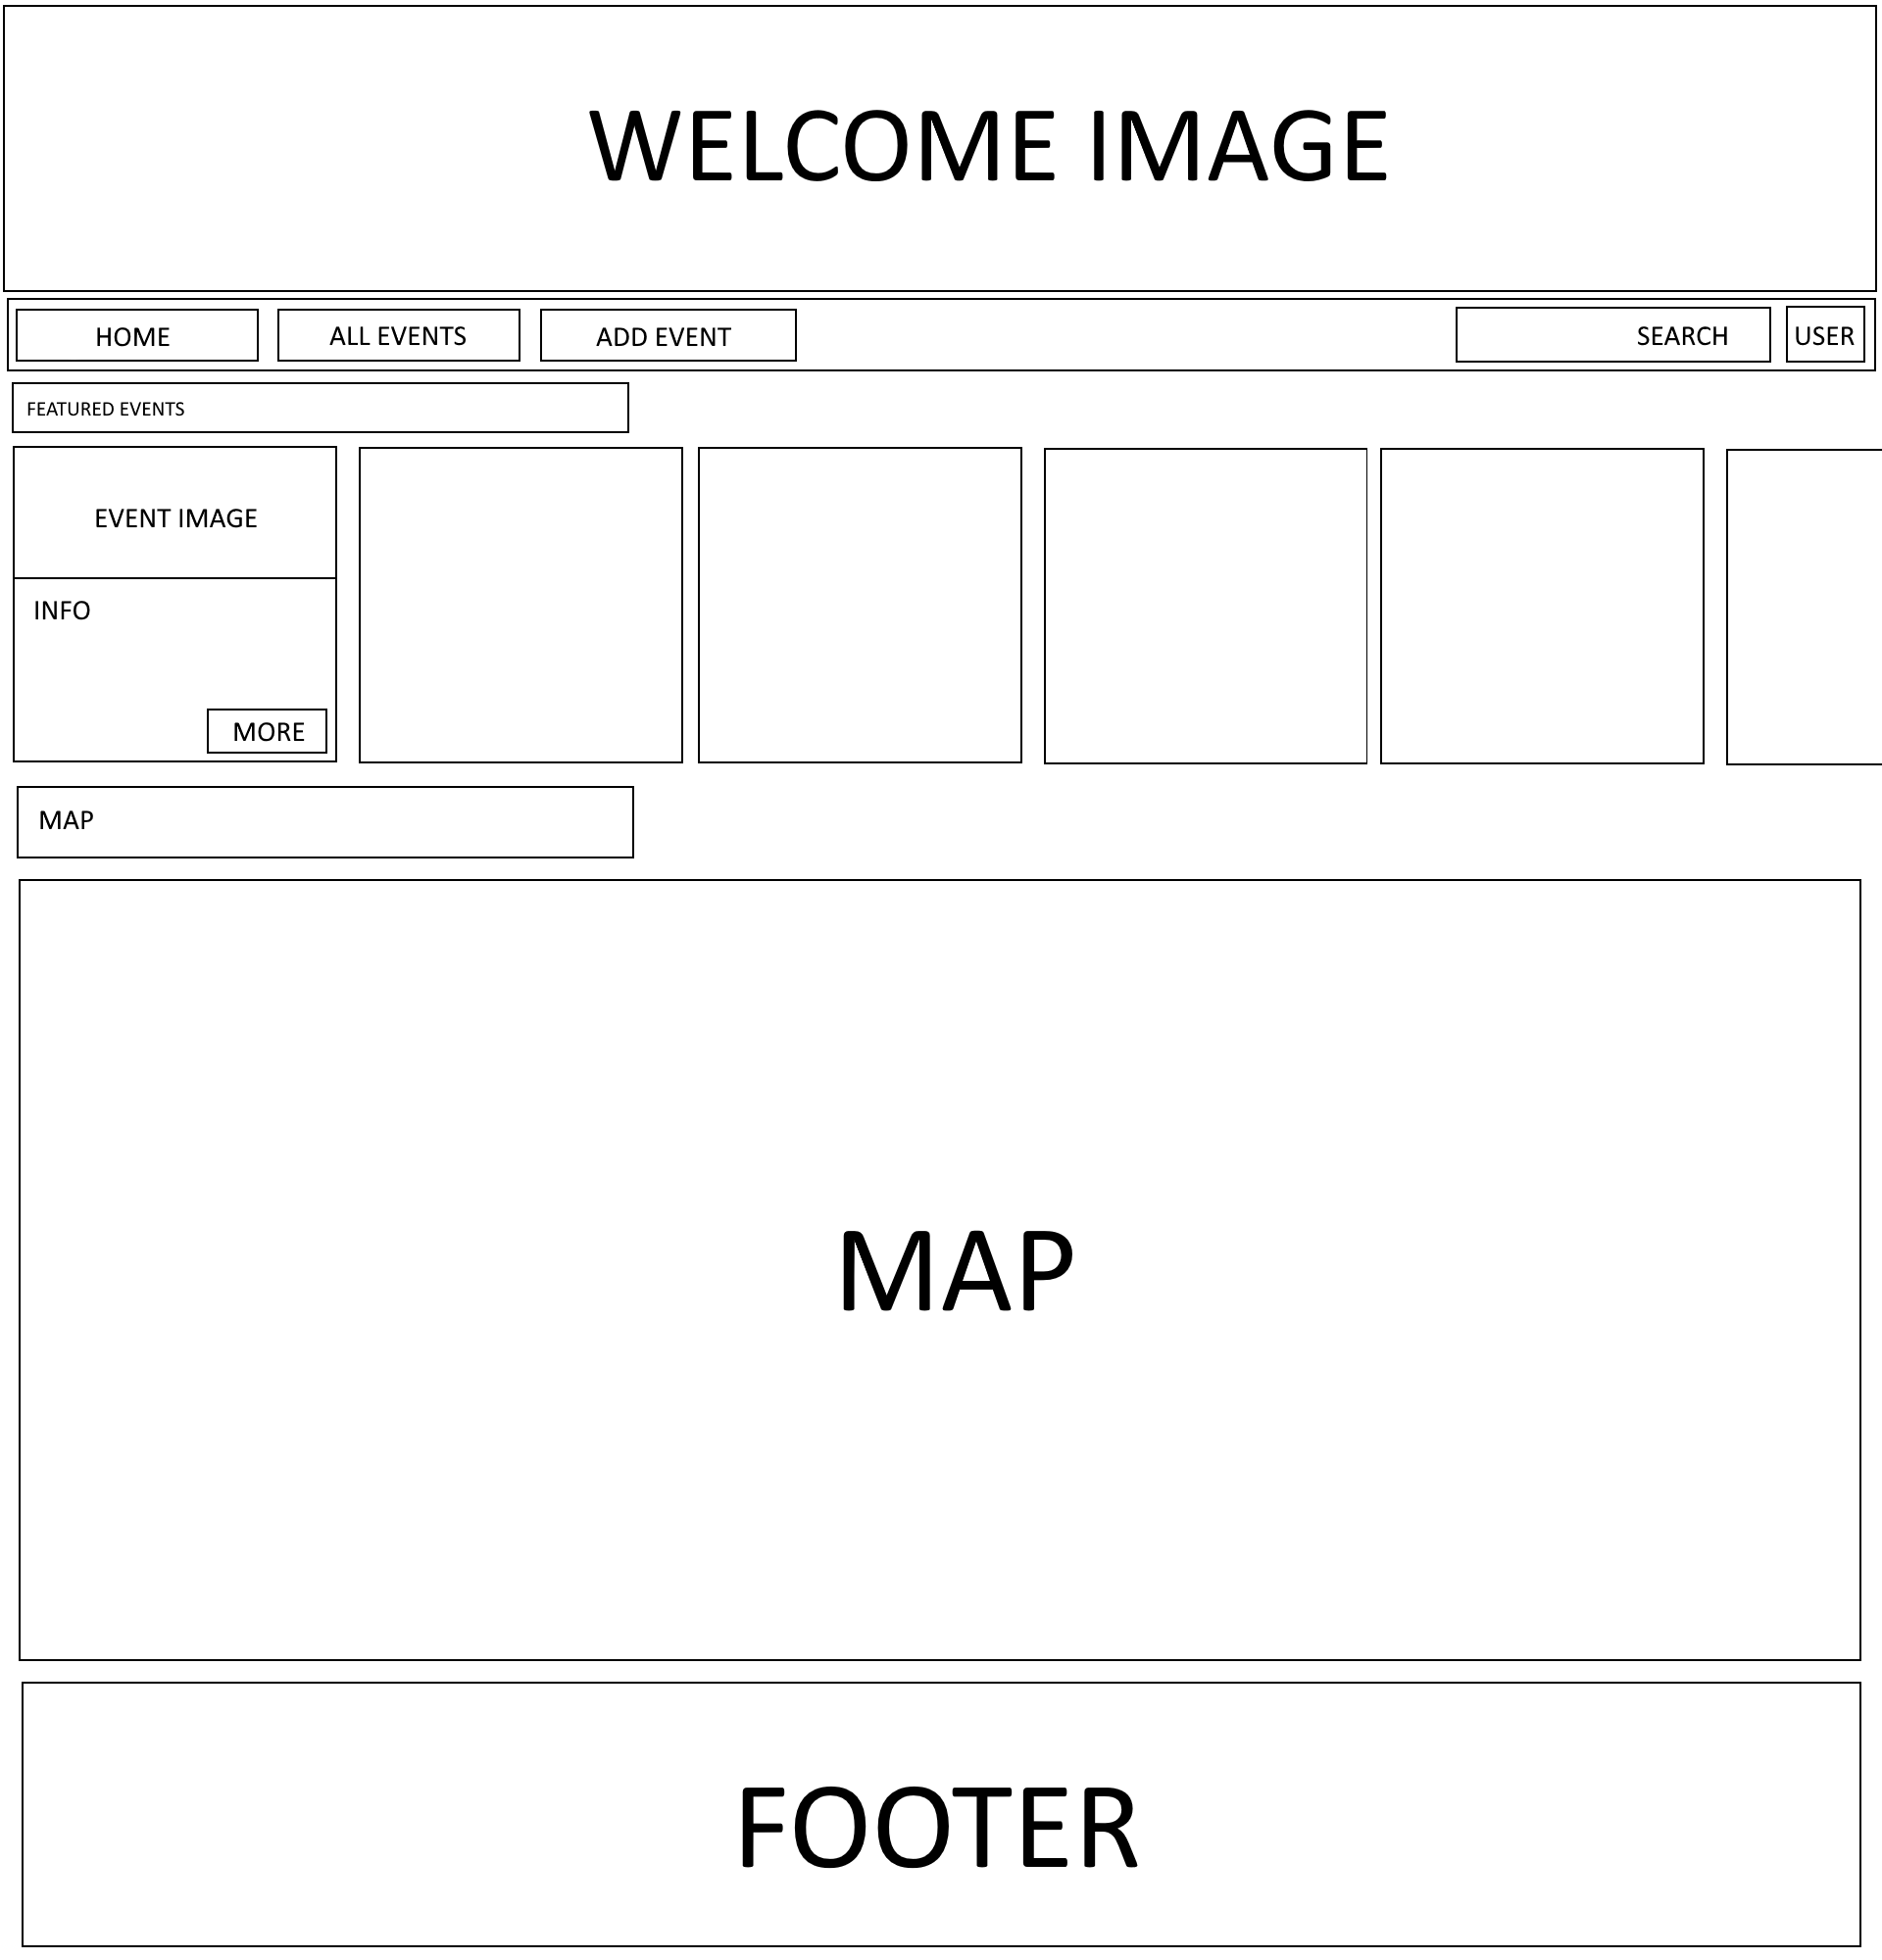 WELCOME IMAGE
HOME
ALL EVENTS
ADD EVENT
SEARCH
USER
FEATURED EVENTS
EVENT IMAGE
INFO
MORE
MAP
MAP
FOOTER